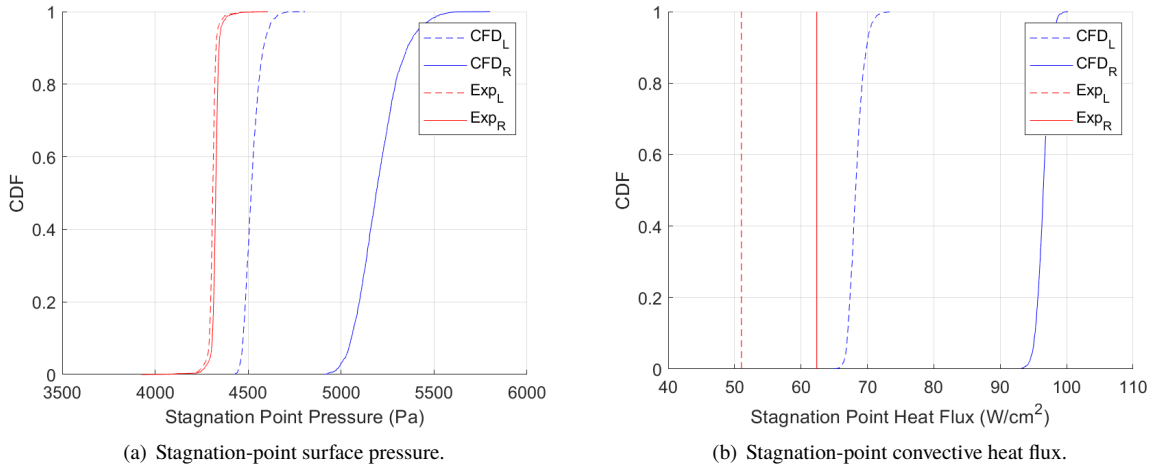 1
0.8
0.6
0.4
0.2
0
CDF
3500 4000 4500 5000 5500 6000
Stagnation Point Pressure (Pa)
CFD_L
CFD_R
Exp_L
Exp_R
(a) Stagnation-point surface pressure.
1
0.8
0.6
0.4
0.2
0
CDF
40 50 60 70 80 90 100 110
Stagnation Point Heat Flux (W/cm²)
CFD_L
CFD_R
Exp_L
Exp_R
(b) Stagnation-point convective heat flux.